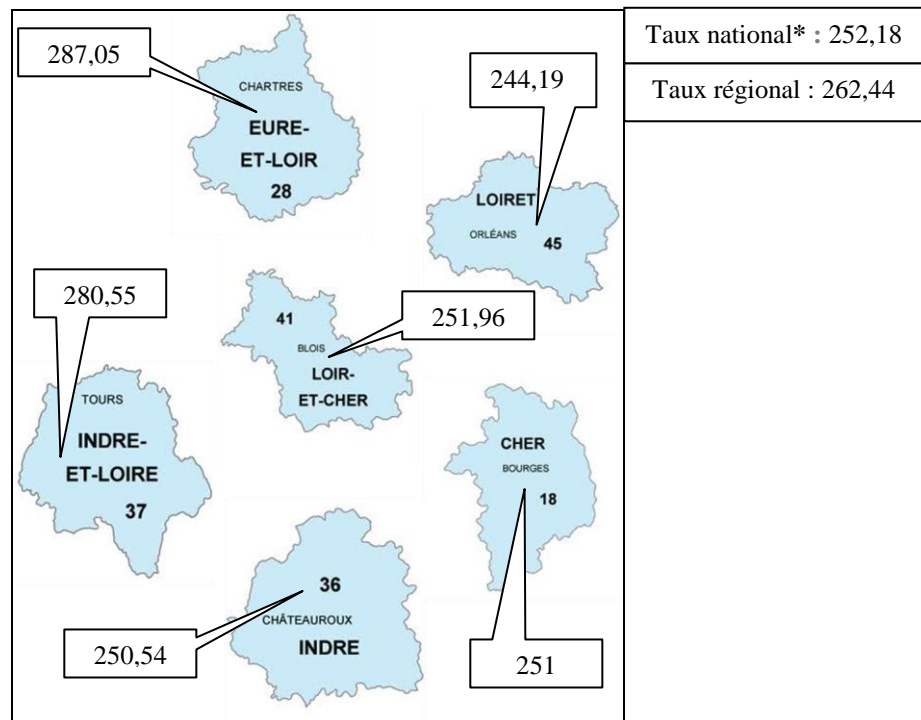 287,05
CHARTRES
EURE-
ET-LOIR
28
244,19
LOIRET
ORLÉANS
45
Taux national* : 252,18
Taux régional : 262,44
280,55
TOURS
INDRE-
ET-LOIRE
37
41
BLOIS
LOIR-
ET-CHER
251,96
CHER
BOURGES
18
251
36
CHÂTEAUROUX
INDRE
250,54